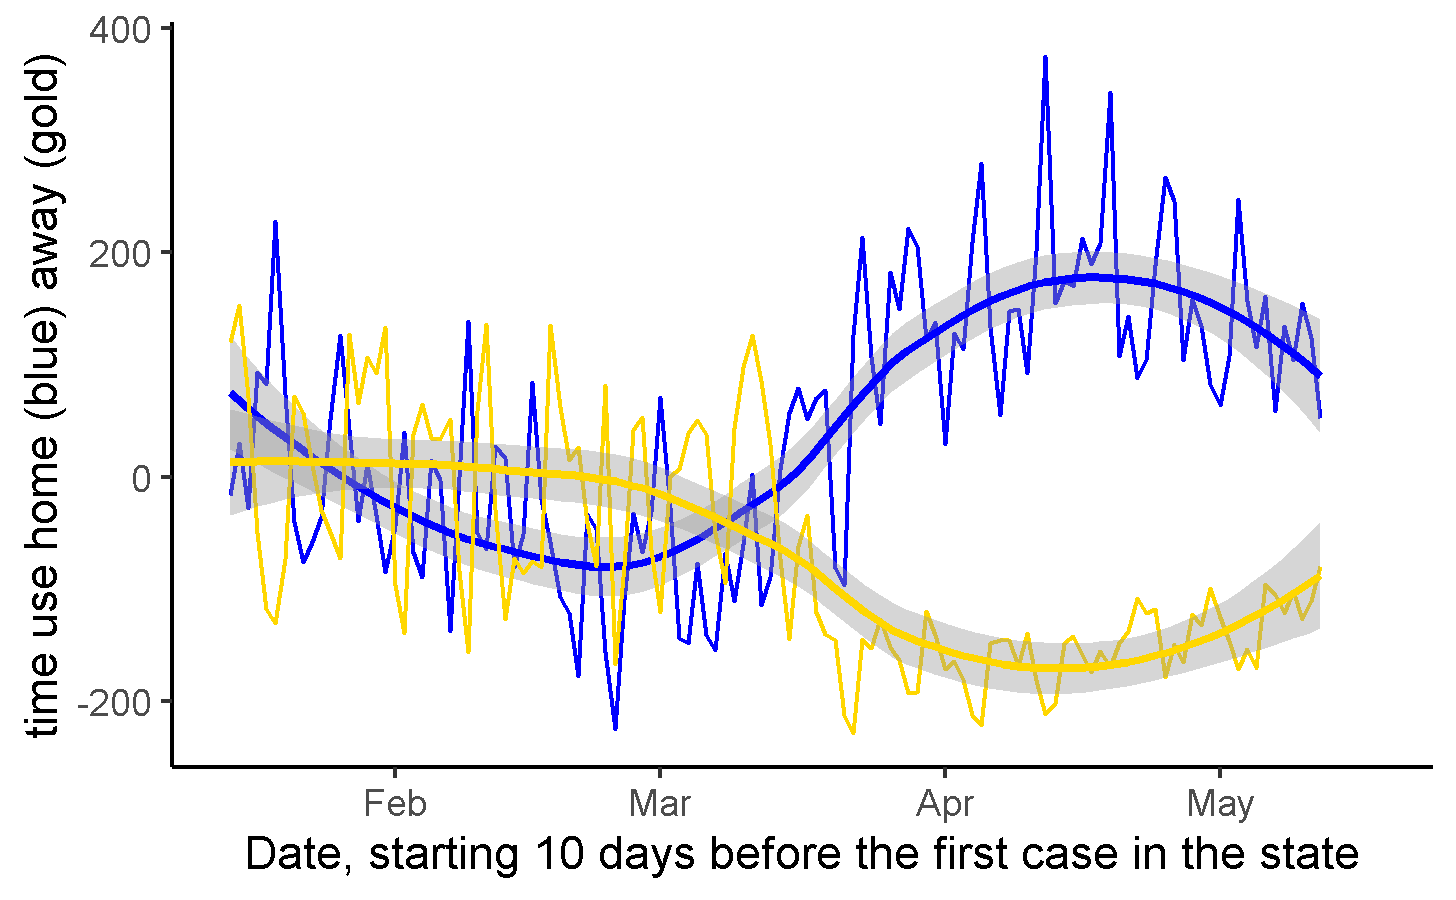 time use home (blue) away (gold)
400
200
0
-200
Feb Mar Apr May
Date, starting 10 days before the first case in the state